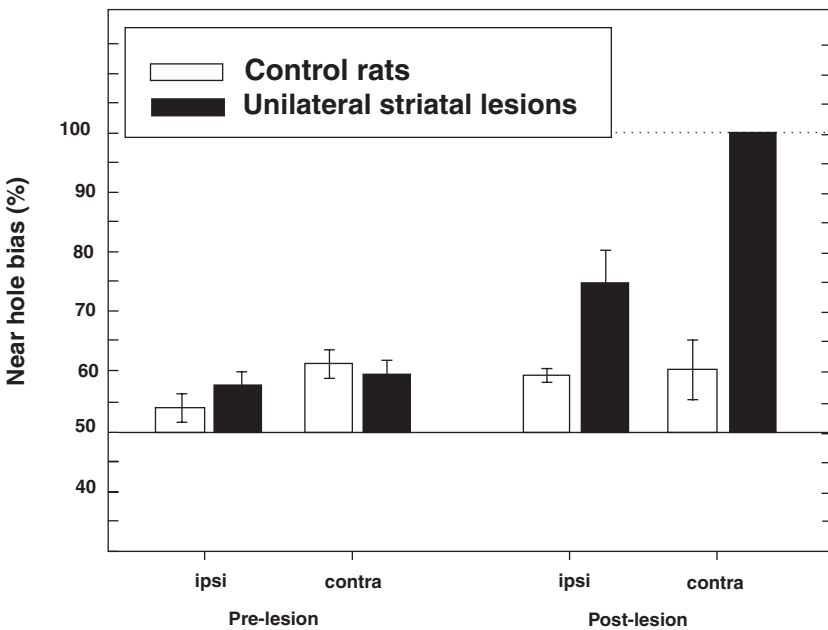 Control rats
Unilateral striatal lesions
Near hole bias (%)
100
90
80
70
60
50
40
ipsi contra ipsi contra
Pre-lesion Post-lesion